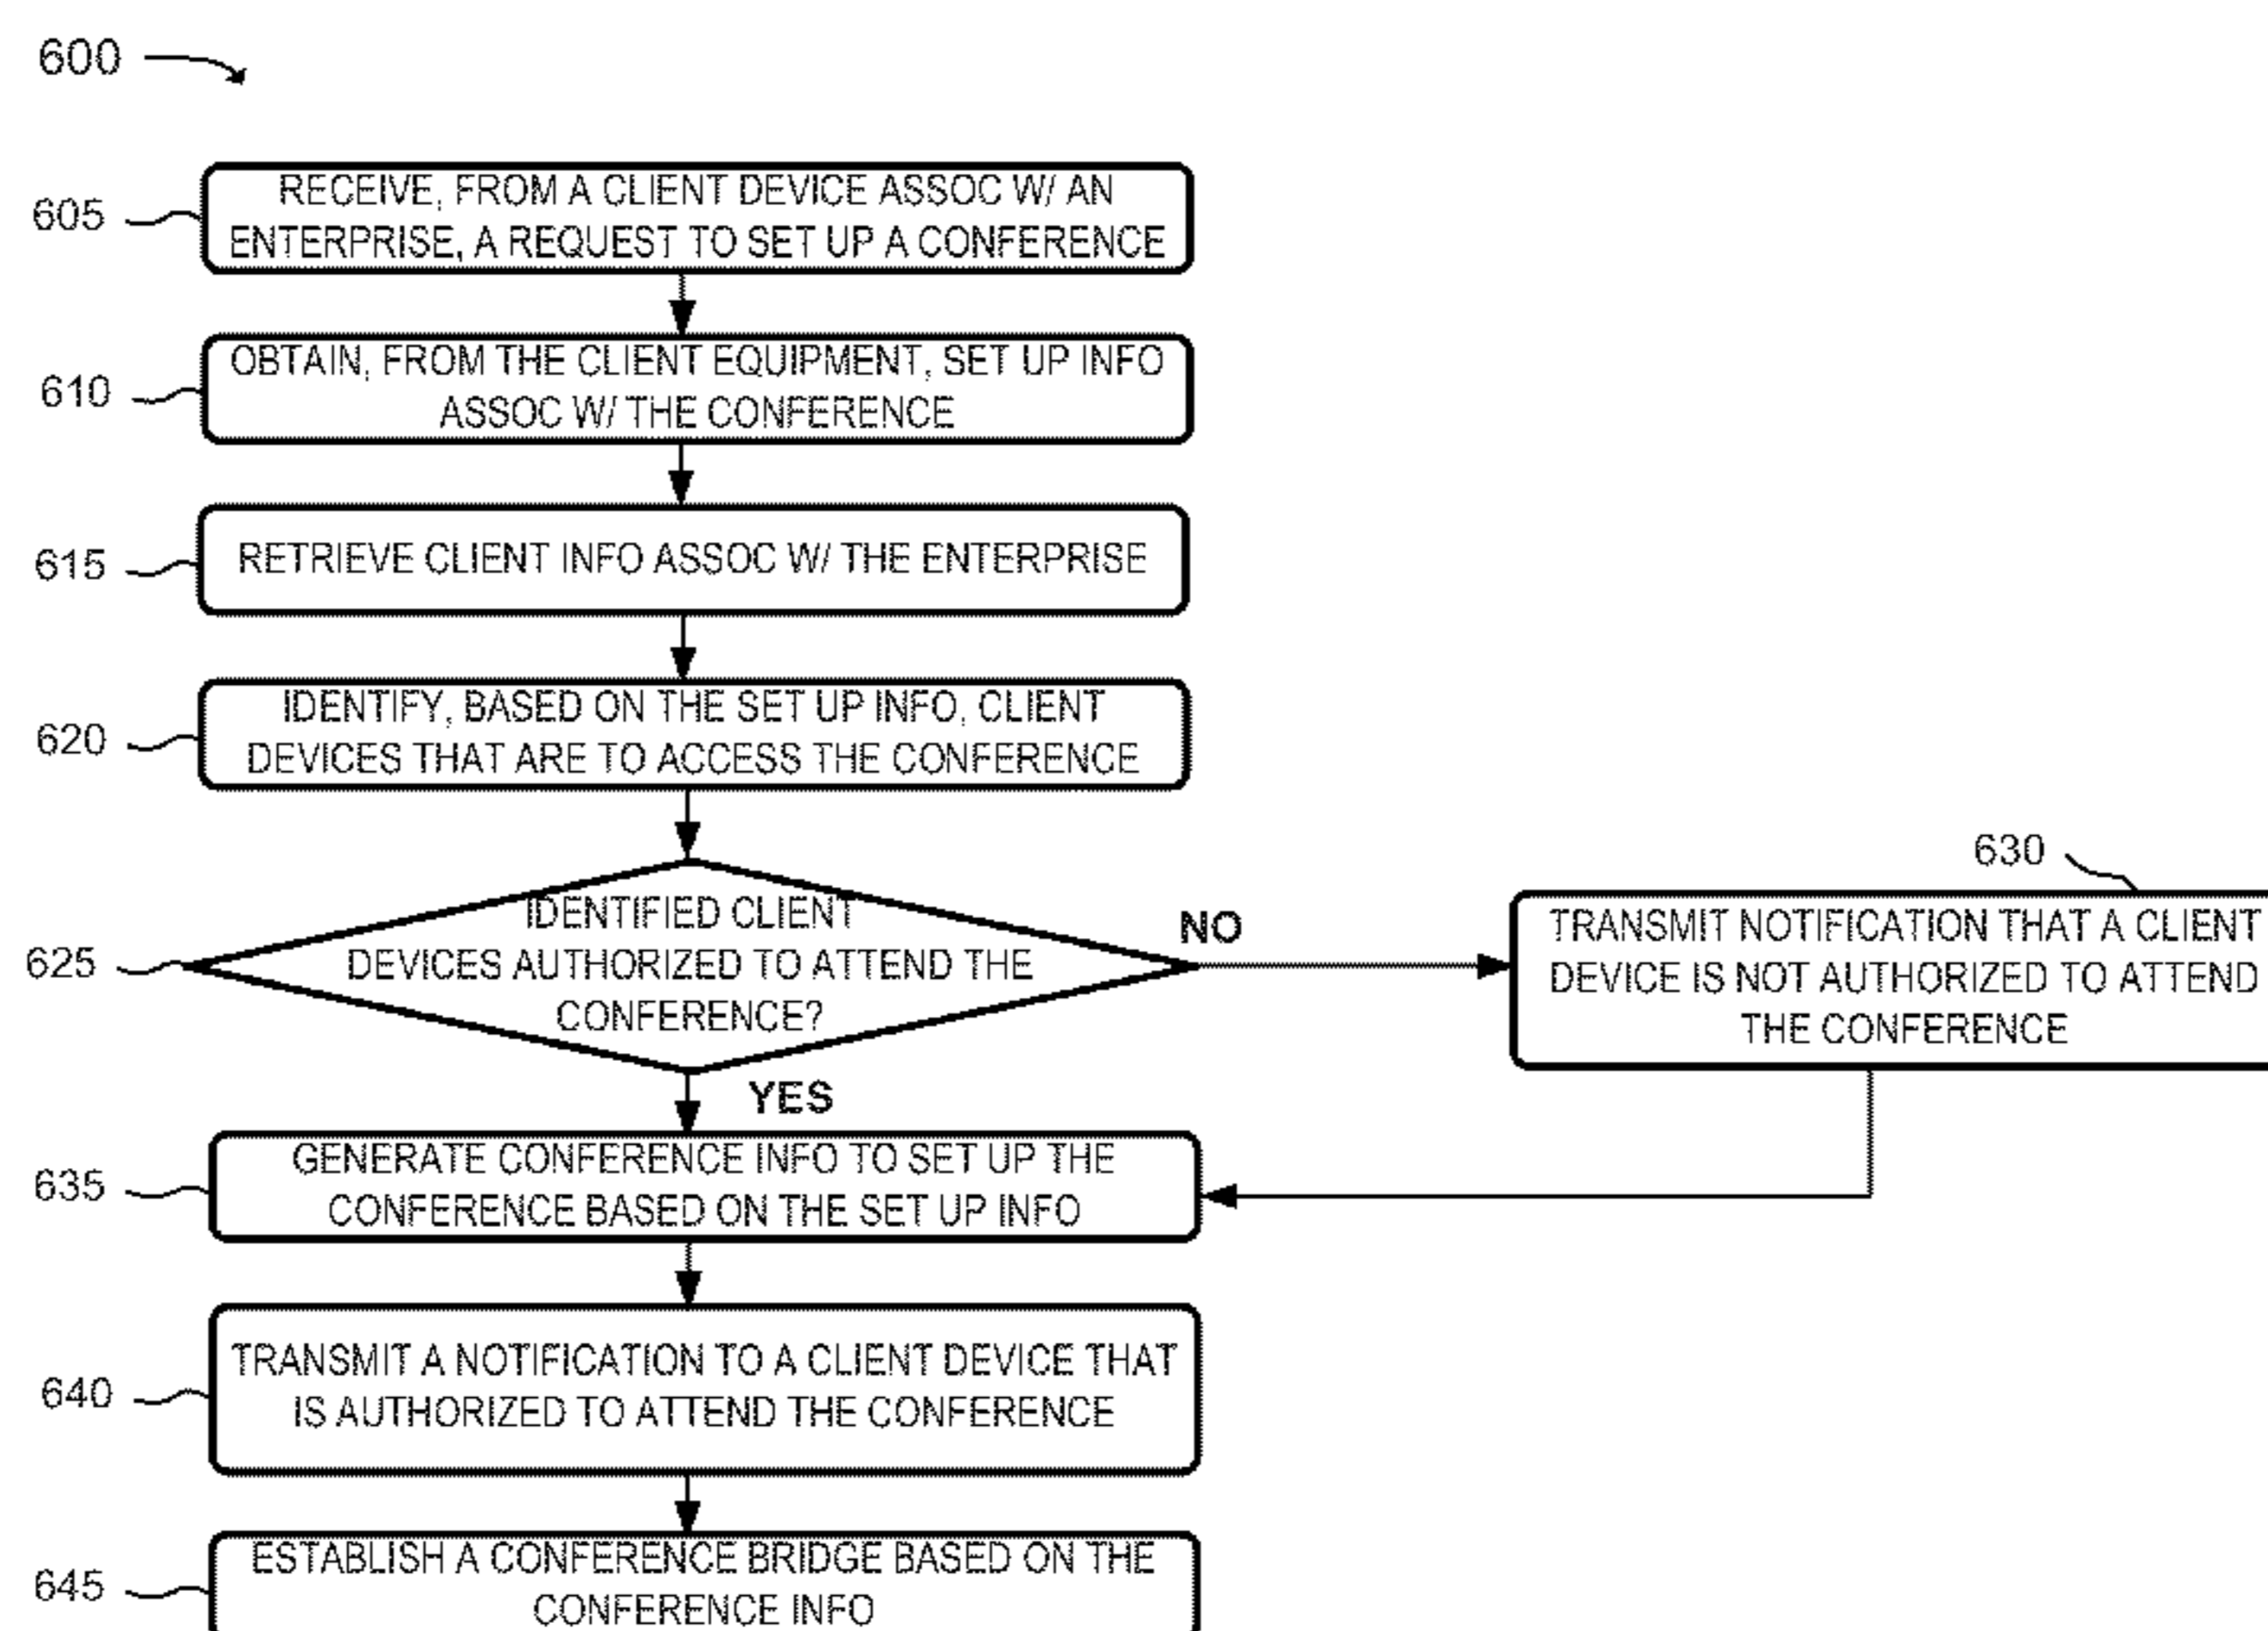 600
605
RECEIVE, FROM A CLIENT DEVICE ASSOC W/ AN
ENTERPRISE, A REQUEST TO SET UP A CONFERENCE
610
OBTAIN, FROM THE CLIENT EQUIPMENT, SET UP INFO
ASSOC W/ THE CONFERENCE
615
RETRIEVE CLIENT INFO ASSOC W/ THE ENTERPRISE
620
IDENTIFY, BASED ON THE SET UP INFO, CLIENT
DEVICES THAT ARE TO ACCESS THE CONFERENCE
625
IDENTIFIED CLIENT
DEVICES AUTHORIZED TO ATTEND THE
CONFERENCE?
NO
630
TRANSMIT NOTIFICATION THAT A CLIENT
DEVICE IS NOT AUTHORIZED TO ATTEND
THE CONFERENCE
YES
635
GENERATE CONFERENCE INFO TO SET UP THE
CONFERENCE BASED ON THE SET UP INFO
640
TRANSMIT A NOTIFICATION TO A CLIENT DEVICE THAT
IS AUTHORIZED TO ATTEND THE CONFERENCE
645
ESTABLISH A CONFERENCE BRIDGE BASED ON THE
CONFERENCE INFO